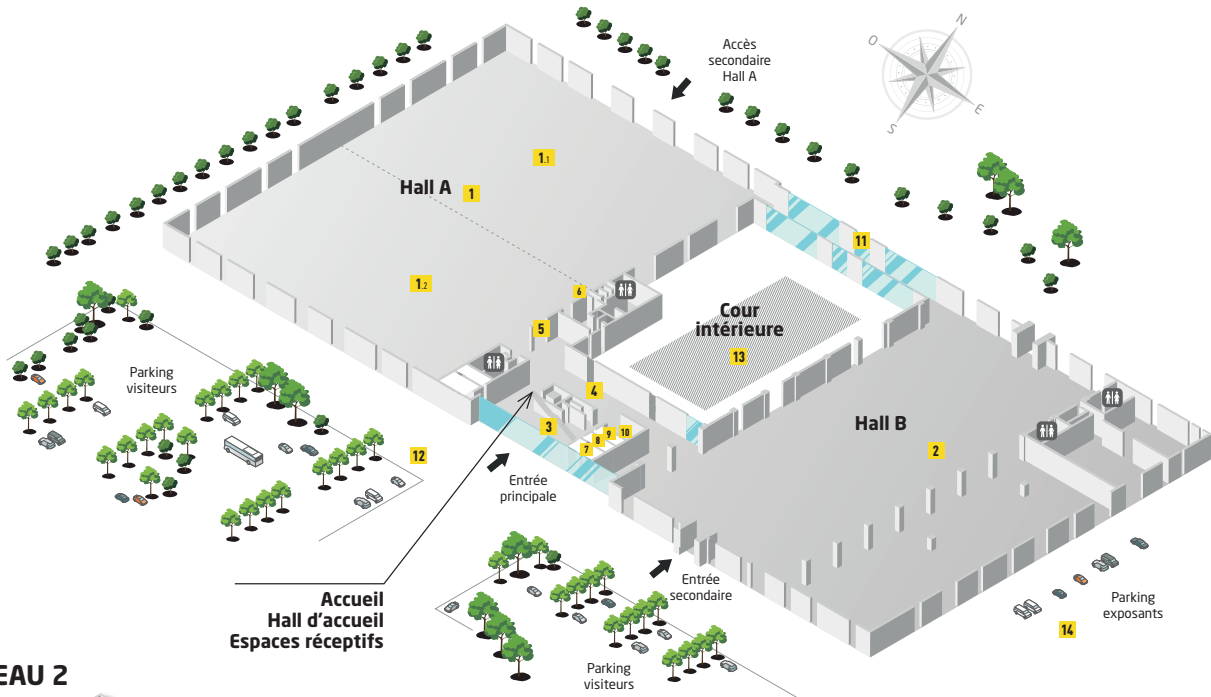 N
O
E
S
Accès
secondaire
Hall A
1.1
Hall A 1
11
1.2
6
Cour
intérieure
13
5
Parking
visiteurs
4
3
Hall B
2
10
9
8
7
12
Entrée
principale
Entrée
secondaire
Accueil
Hall d'accueil
Espaces réceptifs
Parking
exposants
14
Parking
visiteurs
EAU 2